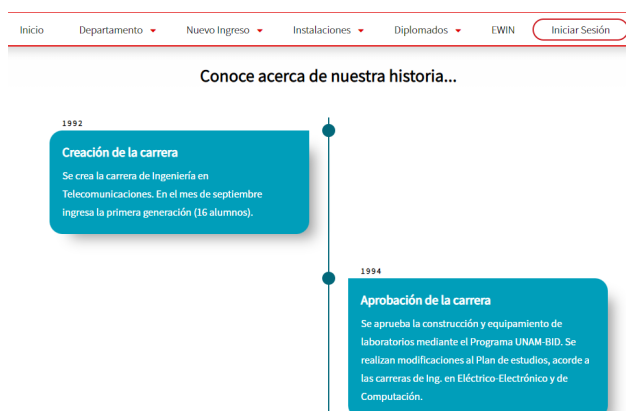 Inicio Departamento Nuevo Ingreso Instalaciones Diplomados EWIN Iniciar Sesión
Conoce acerca de nuestra historia...
1992
Creación de la carrera
Se crea la carrera de Ingeniería en
Telecomunicaciones. En el mes de septiembre
ingresa la primera generación (16 alumnos).
1994
Aprobación de la carrera
Se aprueba la construcción y equipamiento de
laboratorios mediante el Programa UNAM-BID. Se
realizan modificaciones al Plan de estudios, acorde a
las carreras de Ing. en Eléctrico-Electrónico y de
Computación.